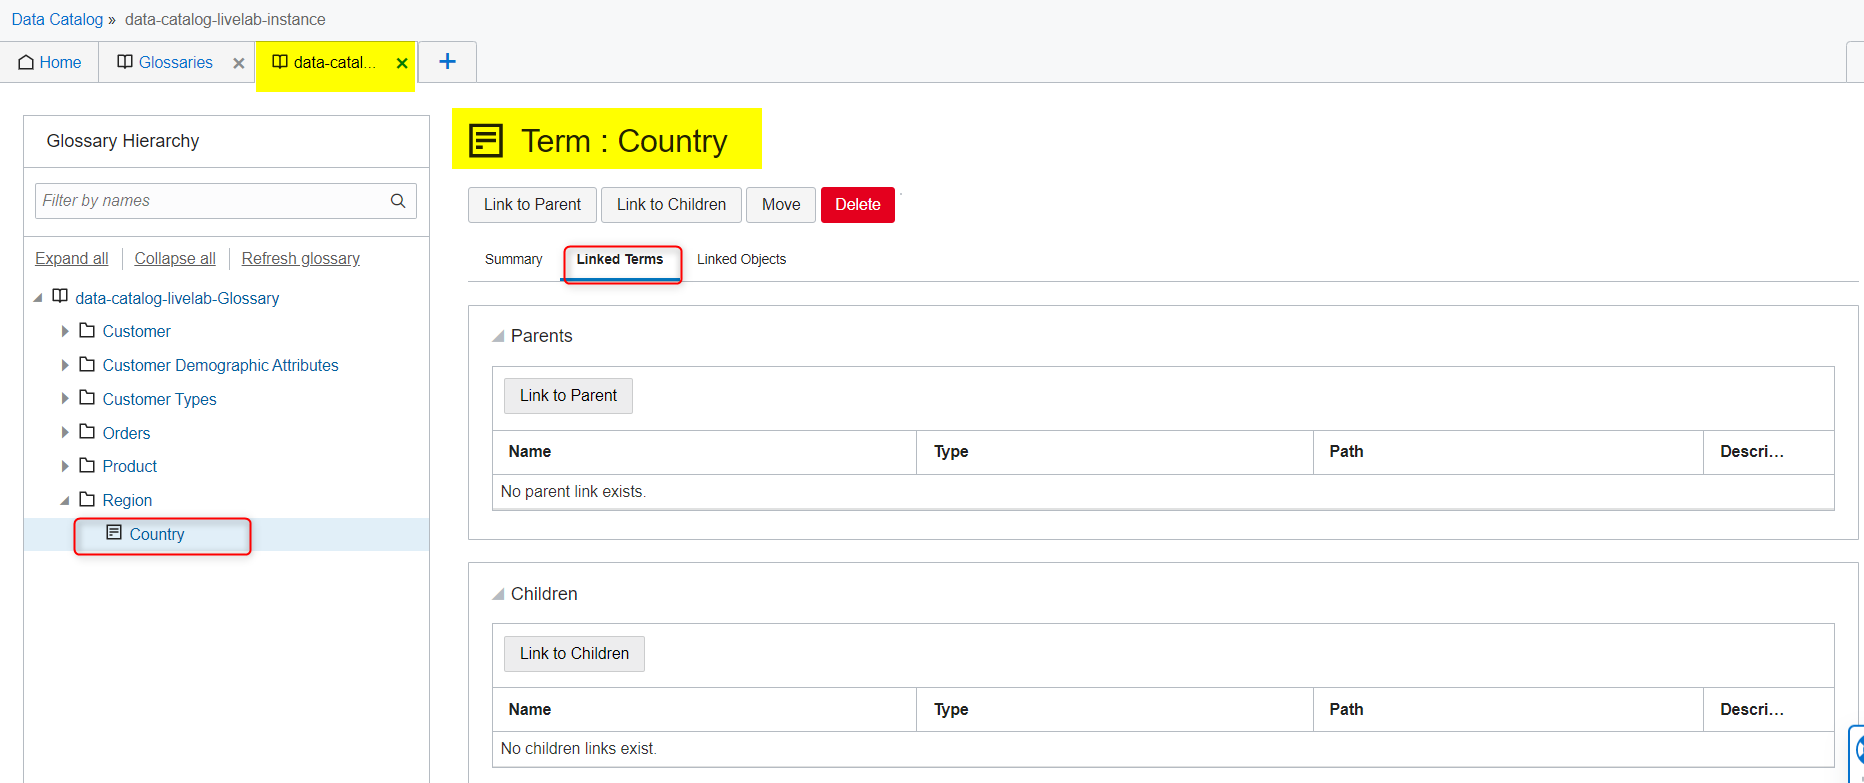 Data Catalog » data-catalog-livelab-instance
Home Glossaries × data-catal... × +
Glossary Hierarchy
Filter by names
Expand all Collapse all Refresh glossary
data-catalog-livelab-Glossary
Customer
Customer Demographic Attributes
Customer Types
Orders
Product
Region
Country
Term : Country
Link to Parent Link to Children Move Delete
Summary Linked Terms Linked Objects
Parents
Link to Parent
Name Type Path Descri...
No parent link exists.
Children
Link to Children
Name Type Path Descri...
No children links exist.